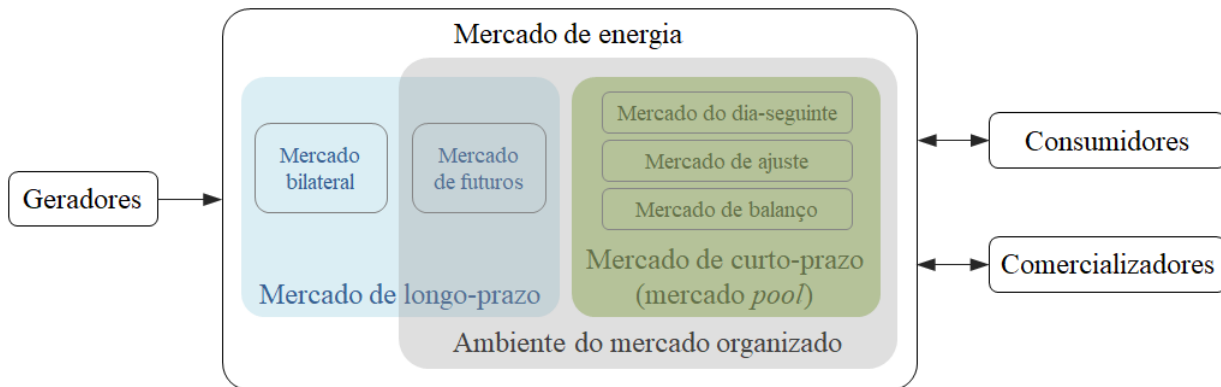 Mercado de energia
Mercado do dia-seguinte
Mercado
bilateral
Mercado
de futuros
Mercado de ajuste
Mercado de balanço
Geradores
Consumidores
Comercializadores
Mercado de longo-prazo
Mercado de curto-prazo
(mercado pool)
Ambiente do mercado organizado